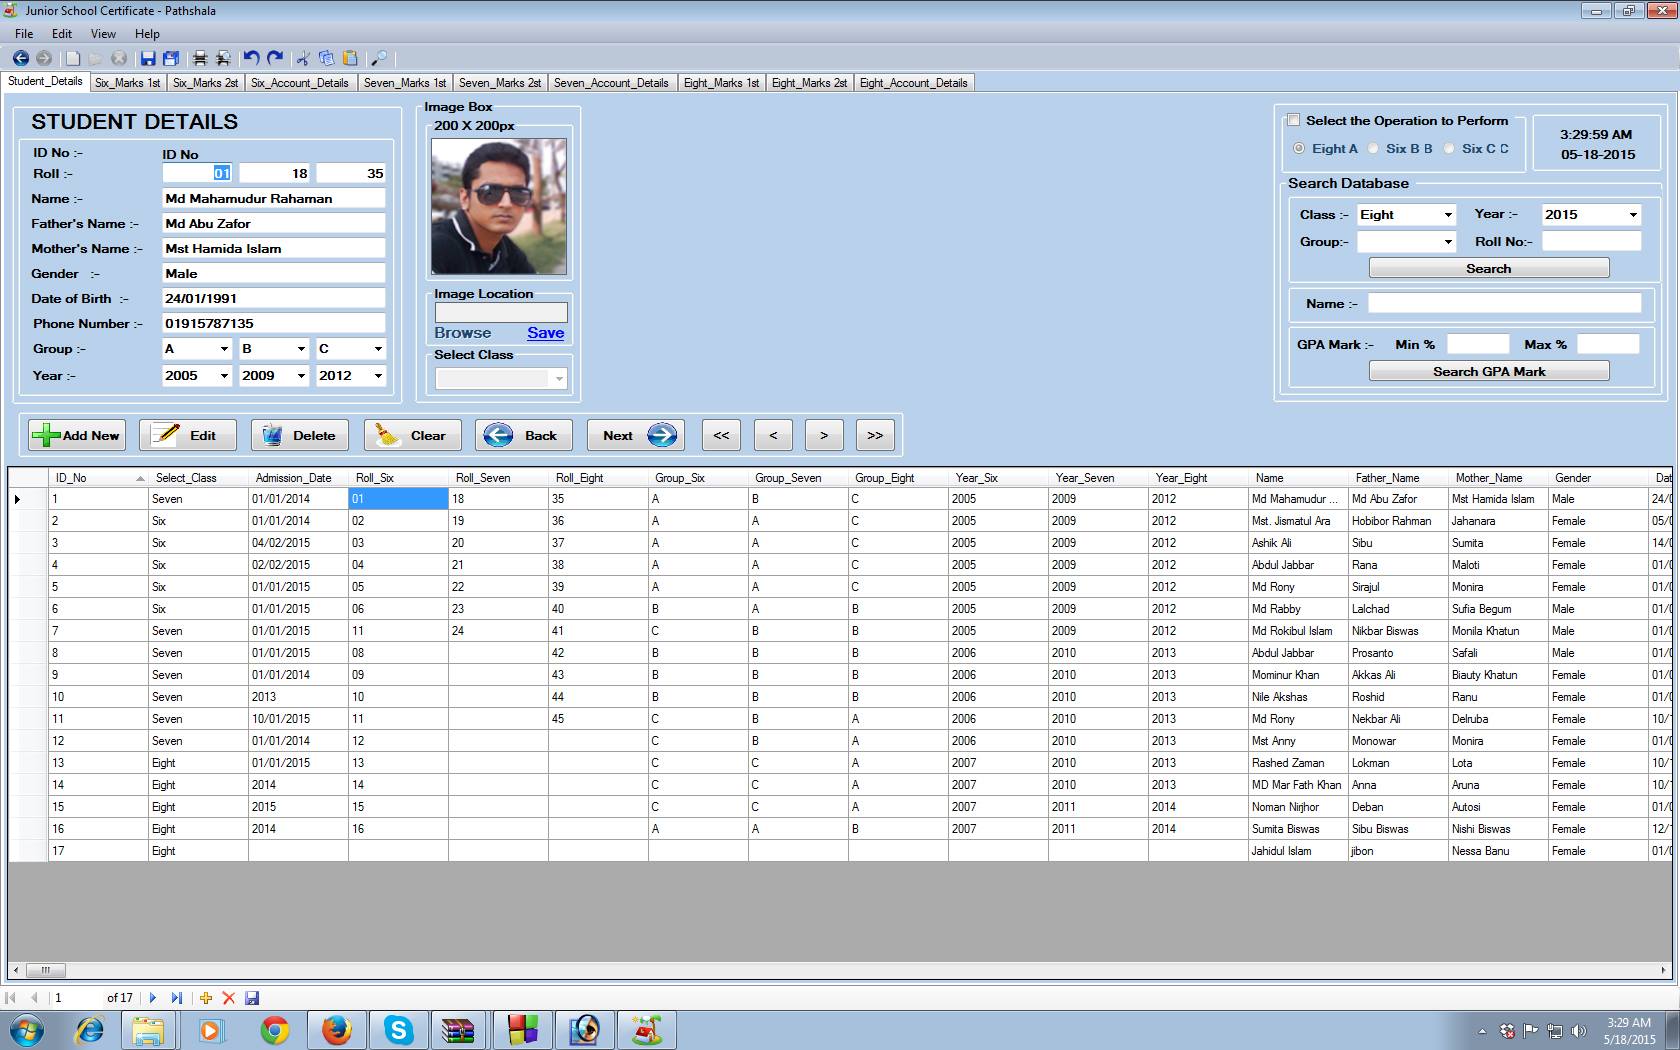 Junior School Certificate - Pathshala
File Edit View Help
Student_Details Six_Marks 1st Six_Marks 2st Six_Account_Details Seven_Marks 1st Seven_Marks 2st Seven_Account_Details Eight_Marks 1st Eight_Marks 2st Eight_Account_Details
STUDENT DETAILS
ID No :- ID No
Roll :- 01 18 35
Name :- Md Mahamudur Rahaman
Father's Name :- Md Abu Zafor
Mother's Name :- Mst Hamida Islam
Gender :- Male
Date of Birth :- 24/01/1991
Phone Number :- 01915787135
Group :- A B C
Year :- 2005 2009 2012
Image Box
200 X 200px
Image Location
Browse Save
Select Class
Select the Operation to Perform
Eight A Six B B Six C C
3:29:59 AM
05-18-2015
Search Database
Class :- Eight Year :- 2015
Group:- Roll No:-
Search
Name :-
GPA Mark :- Min % Max %
Search GPA Mark
Add New Edit Delete Clear Back Next << < > >>
ID_No Select_Class Admission_Date Roll_Six Roll_Seven Roll_Eight Group_Six Group_Seven Group_Eight Year_Six Year_Seven Year_Eight Name Father_Name Mother_Name Gender Dat
1 Seven 01/01/2014 01 18 35 A B C 2005 2009 2012 Md Mahamudur ... Md Abu Zafor Mst Hamida Islam Male 24/0
2 Six 01/01/2014 02 19 36 A A C 2005 2009 2012 Mst. Jismatul Ara Hobibor Rahman Jahanara Female 05/0
3 Six 04/02/2015 03 20 37 A A C 2005 2009 2012 Ashik Ali Sibu Sumita Female 14/0
4 Six 02/02/2015 04 21 38 A A C 2005 2009 2012 Abdul Jabbar Rana Maloti Female 01/0
5 Six 01/01/2015 05 22 39 A A C 2005 2009 2012 Md Rony Sirajul Monira Female 01/0
6 Six 01/01/2015 06 23 40 B A B 2005 2009 2012 Md Rabby Lalchad Sufia Begum Male 01/0
7 Seven 01/01/2015 11 24 41 C B B 2005 2009 2012 Md Rokibul Islam Nikbar Biswas Monila Khatun Male 01/0
8 Seven 01/01/2015 08 42 B B B 2006 2010 2013 Abdul Jabbar Prosanto Safali Male 01/0
9 Seven 01/01/2014 09 43 B B B 2006 2010 2013 Mominur Khan Akkas Ali Biauty Khatun Female 01/0
10 Seven 2013 10 44 B B B 2006 2010 2013 Nile Akshas Roshid Ranu Female 01/0
11 Seven 10/01/2015 11 45 C B A 2006 2010 2013 Md Rony Nekbar Ali Delruba Female 10/1
12 Seven 01/01/2014 12 C B A 2006 2010 2013 Mst Anny Monowar Monira Female 01/0
13 Eight 01/01/2015 13 C C A 2007 2010 2013 Rashed Zaman Lokman Lota Female 10/1
14 Eight 2014 14 C C A 2007 2010 2013 MD Mar Fath Khan Anna Aruna Female 10/1
15 Eight 2015 15 C C A 2007 2011 2014 Noman Nirjhor Deban Autosi Female 01/0
16 Eight 2014 16 A A B 2007 2011 2014 Sumita Biswas Sibu Biswas Nishi Biswas Female 12/1
17 Eight Jahidul Islam jibon Nessa Banu Female 01/0
1 of 17
3:29 AM
5/18/2015